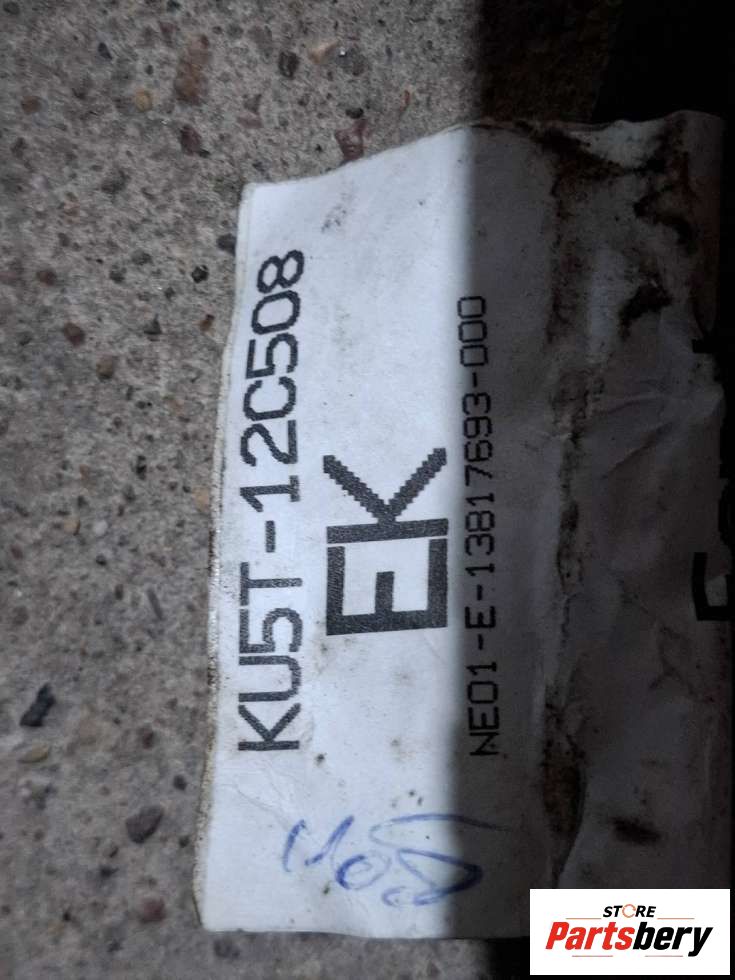 KU5T-12C508
EK
NE01-E-13817693-000
STORE
Partsbery